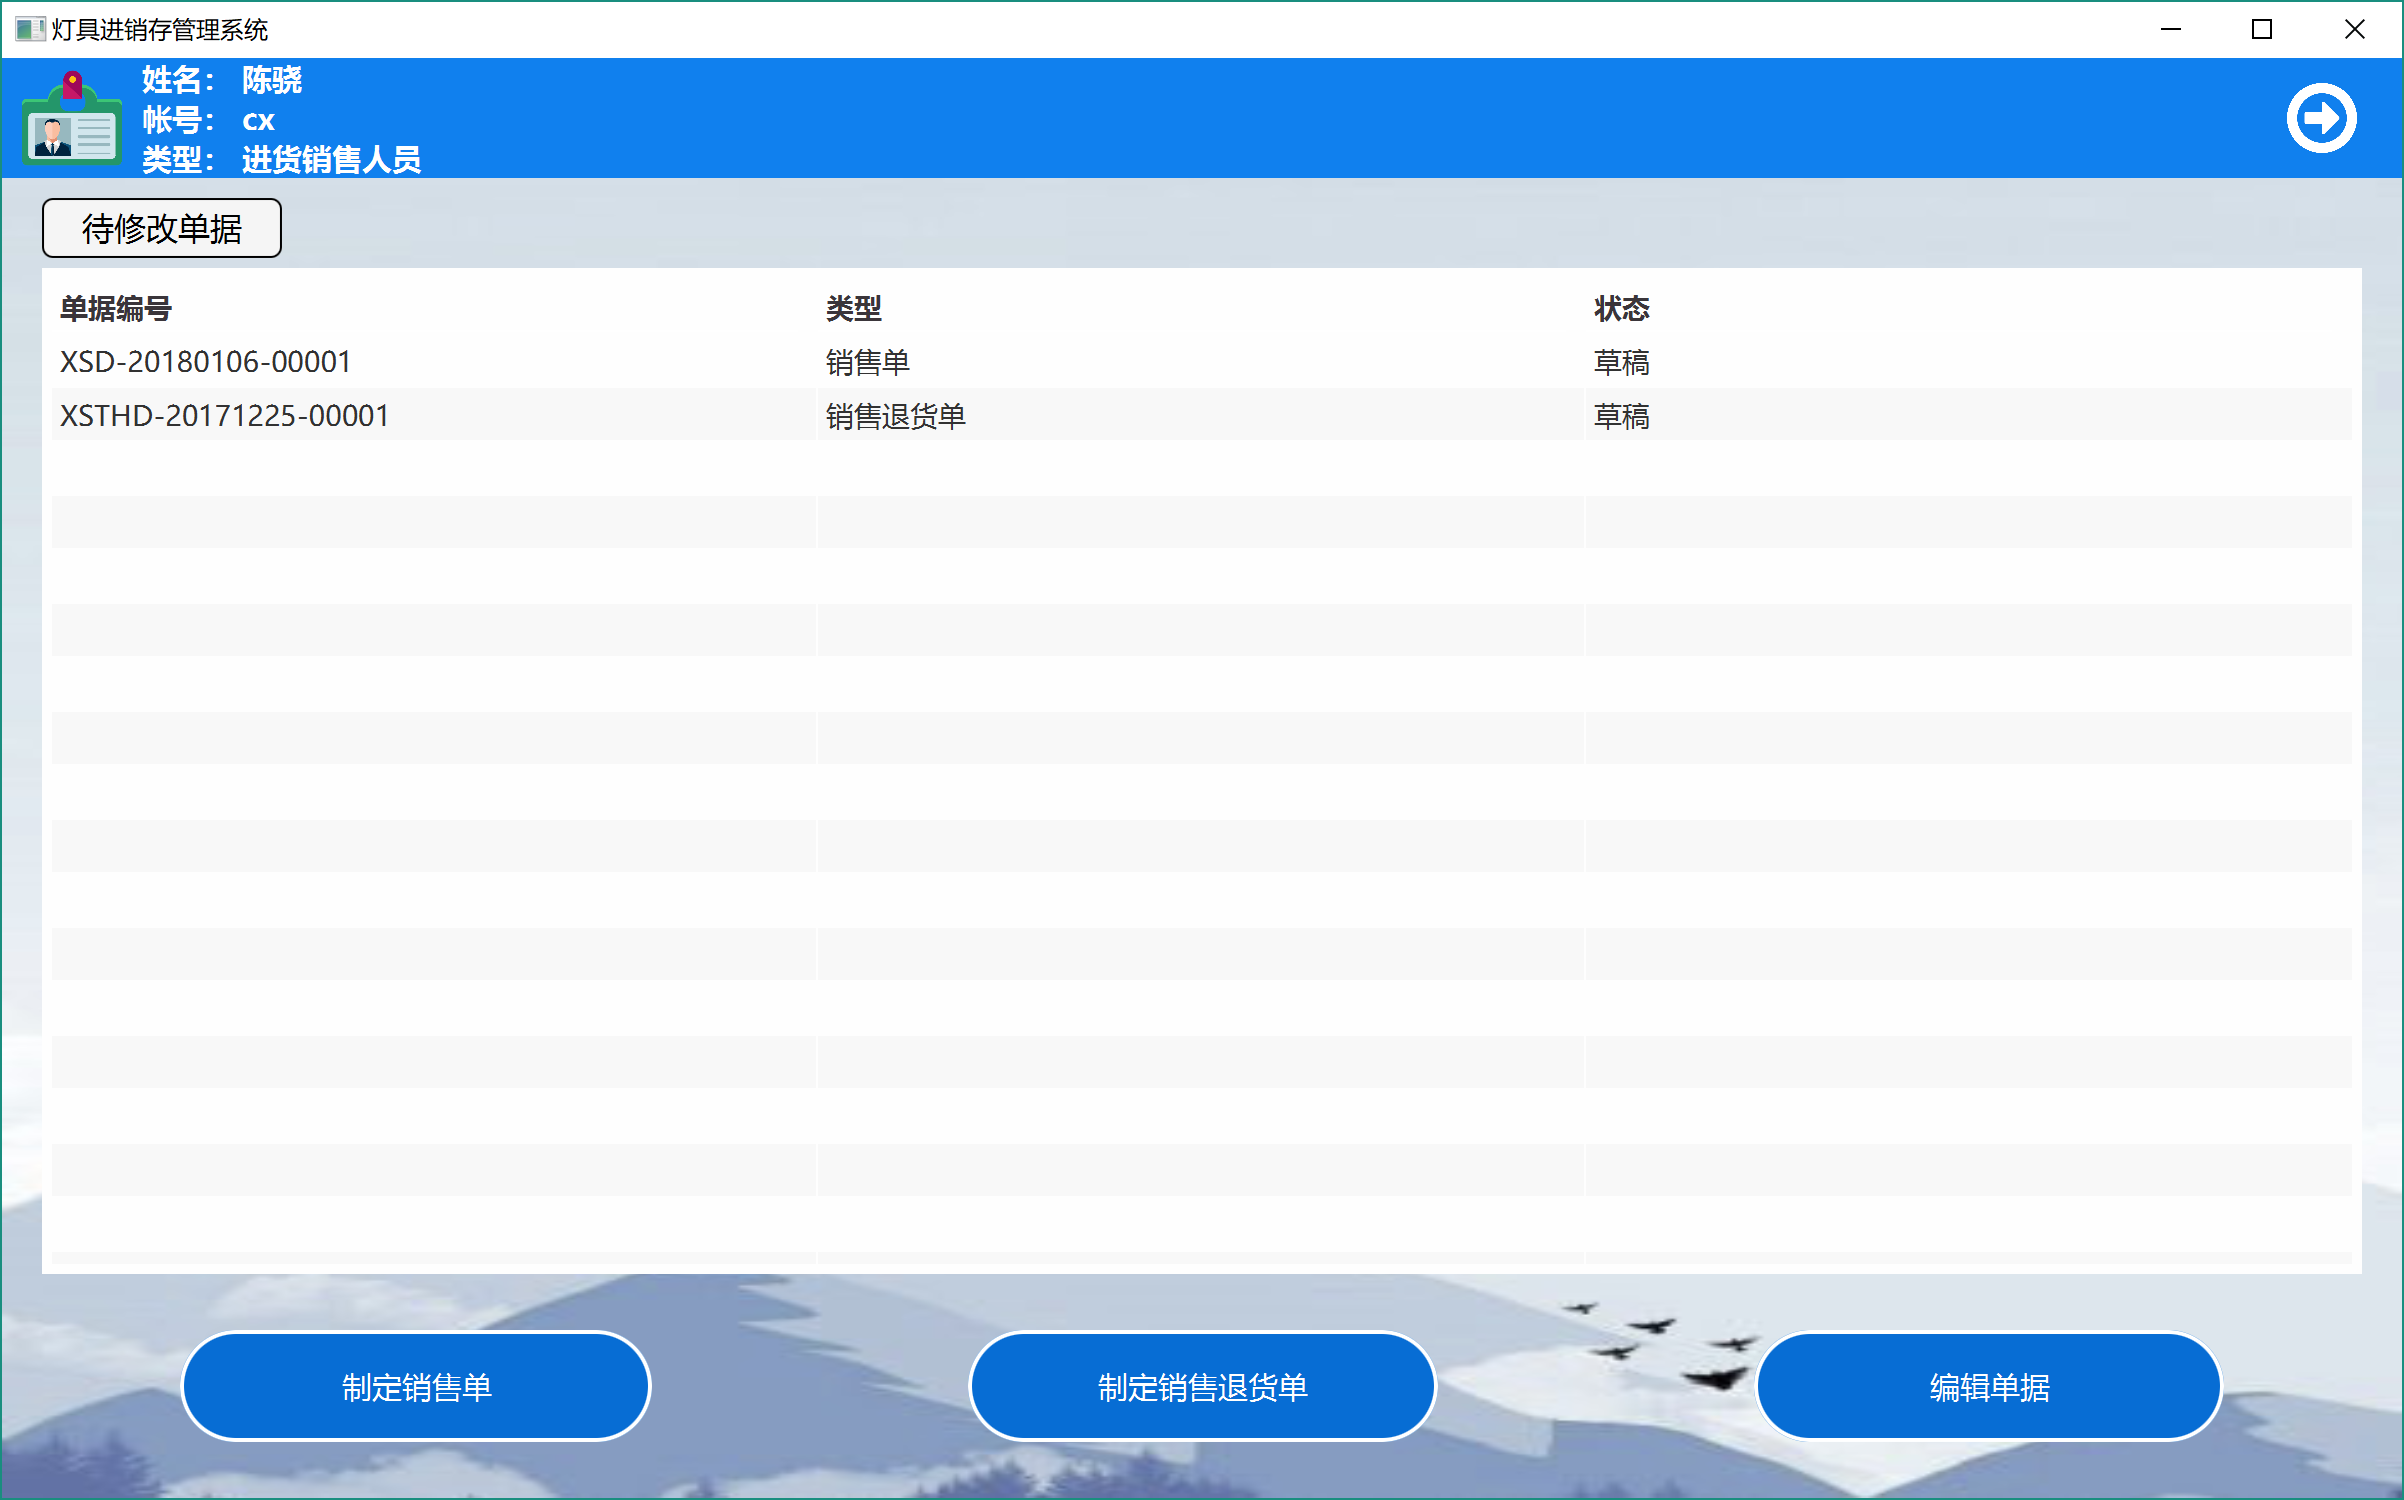 灯具进销存管理系统
姓名： 陈骁
帐号： cx
类型： 进货销售人员
待修改单据
单据编号 类型 状态
XSD-20180106-00001 销售单 草稿
XSTHD-20171225-00001 销售退货单 草稿
制定销售单 制定销售退货单 编辑单据